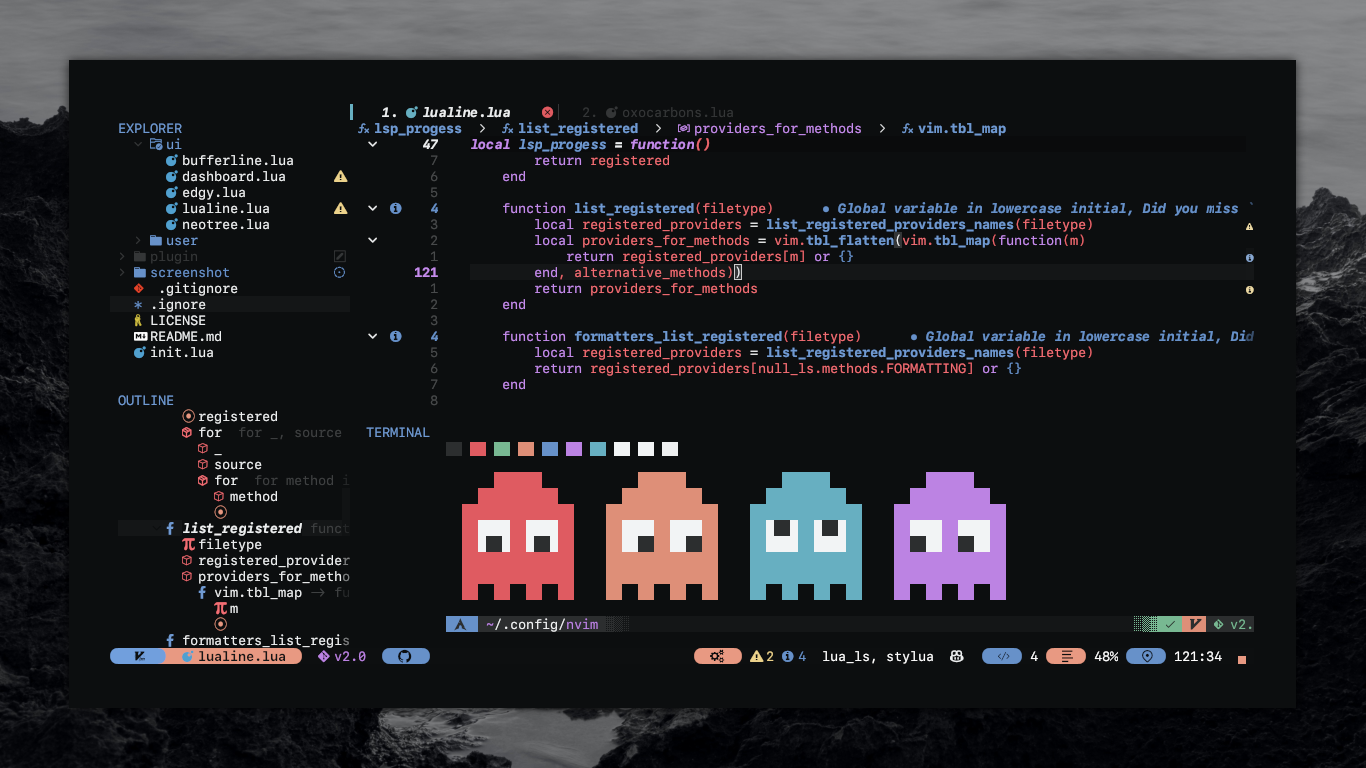 1. lualine.lua 2. oxocarbons.lua
EXPLORER
ui
bufferline.lua
dashboard.lua
edgy.lua
lualine.lua
neotree.lua
user
plugin
screenshot
.gitignore
* .ignore
LICENSE
README.md
init.lua
OUTLINE
registered
for for _, source
_
source
for for method i
method
list_registered funct
filetype
registered_provider
providers_for_metho
vim.tbl_map -> fu
m
formatters_list_regis
lsp_progess > list_registered > providers_for_methods > vim.tbl_map
47 local lsp_progess = function()
7 return registered
6 end
5
4 function list_registered(filetype) ● Global variable in lowercase initial, Did you miss `
3 local registered_providers = list_registered_providers_names(filetype)
2 local providers_for_methods = vim.tbl_flatten(vim.tbl_map(function(m)
1 return registered_providers[m] or {}
121 end, alternative_methods))
1 return providers_for_methods
2 end
3
4 function formatters_list_registered(filetype) ● Global variable in lowercase initial, Did
5 local registered_providers = list_registered_providers_names(filetype)
6 return registered_providers[null_ls.methods.FORMATTING] or {}
7 end
8
TERMINAL
~/.config/nvim v2.
lualine.lua v2.0 2 4 lua_ls, stylua 4 48% 121:34